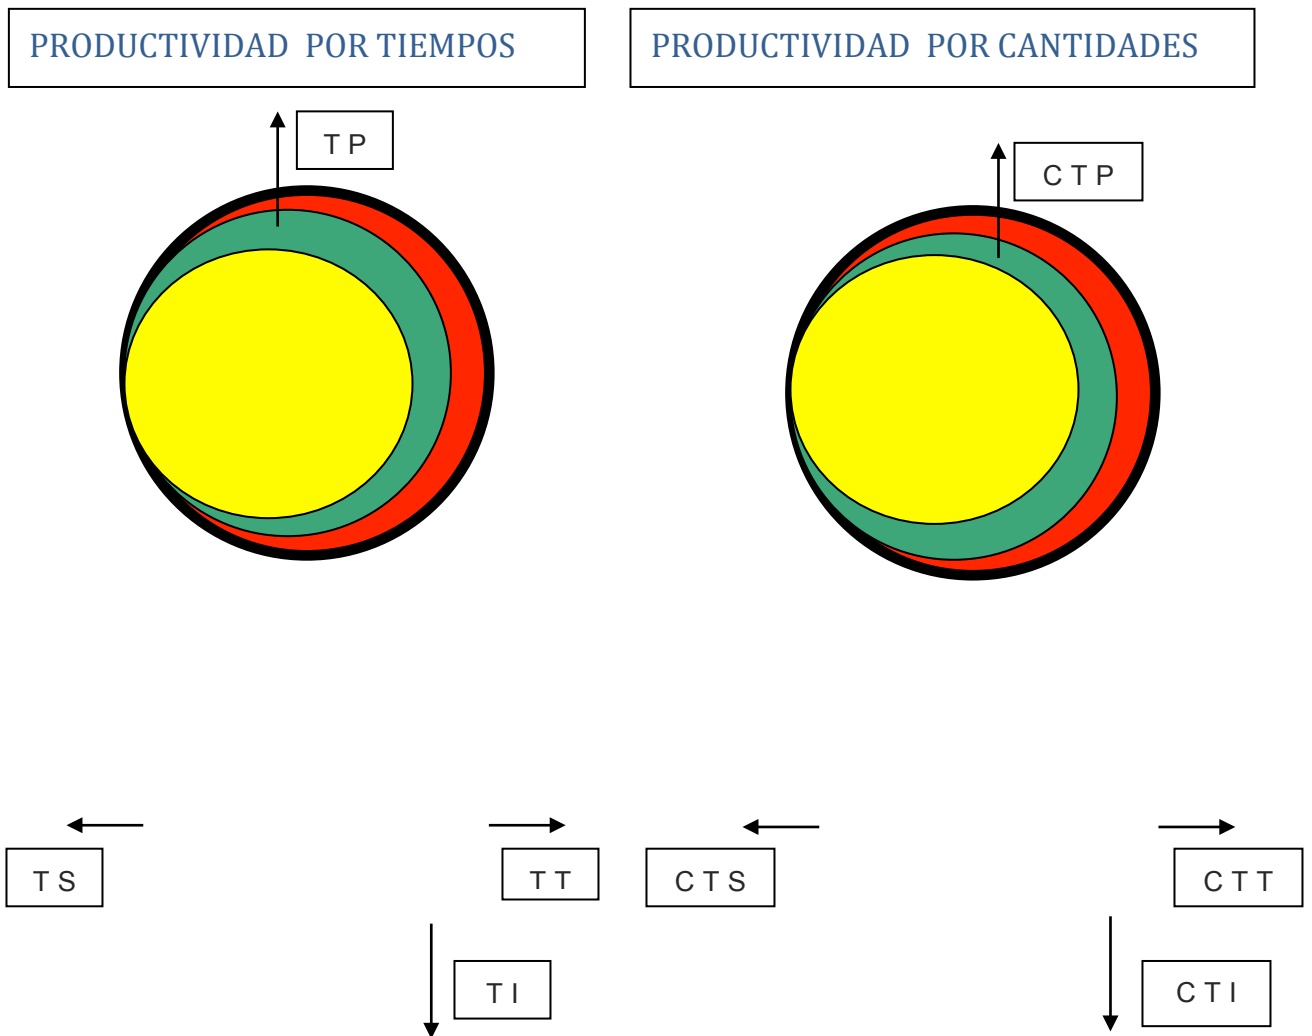 PRODUCTIVIDAD POR TIEMPOS
PRODUCTIVIDAD POR CANTIDADES
T P
C T P
T S
T T
C T S
C T T
T I
C T I